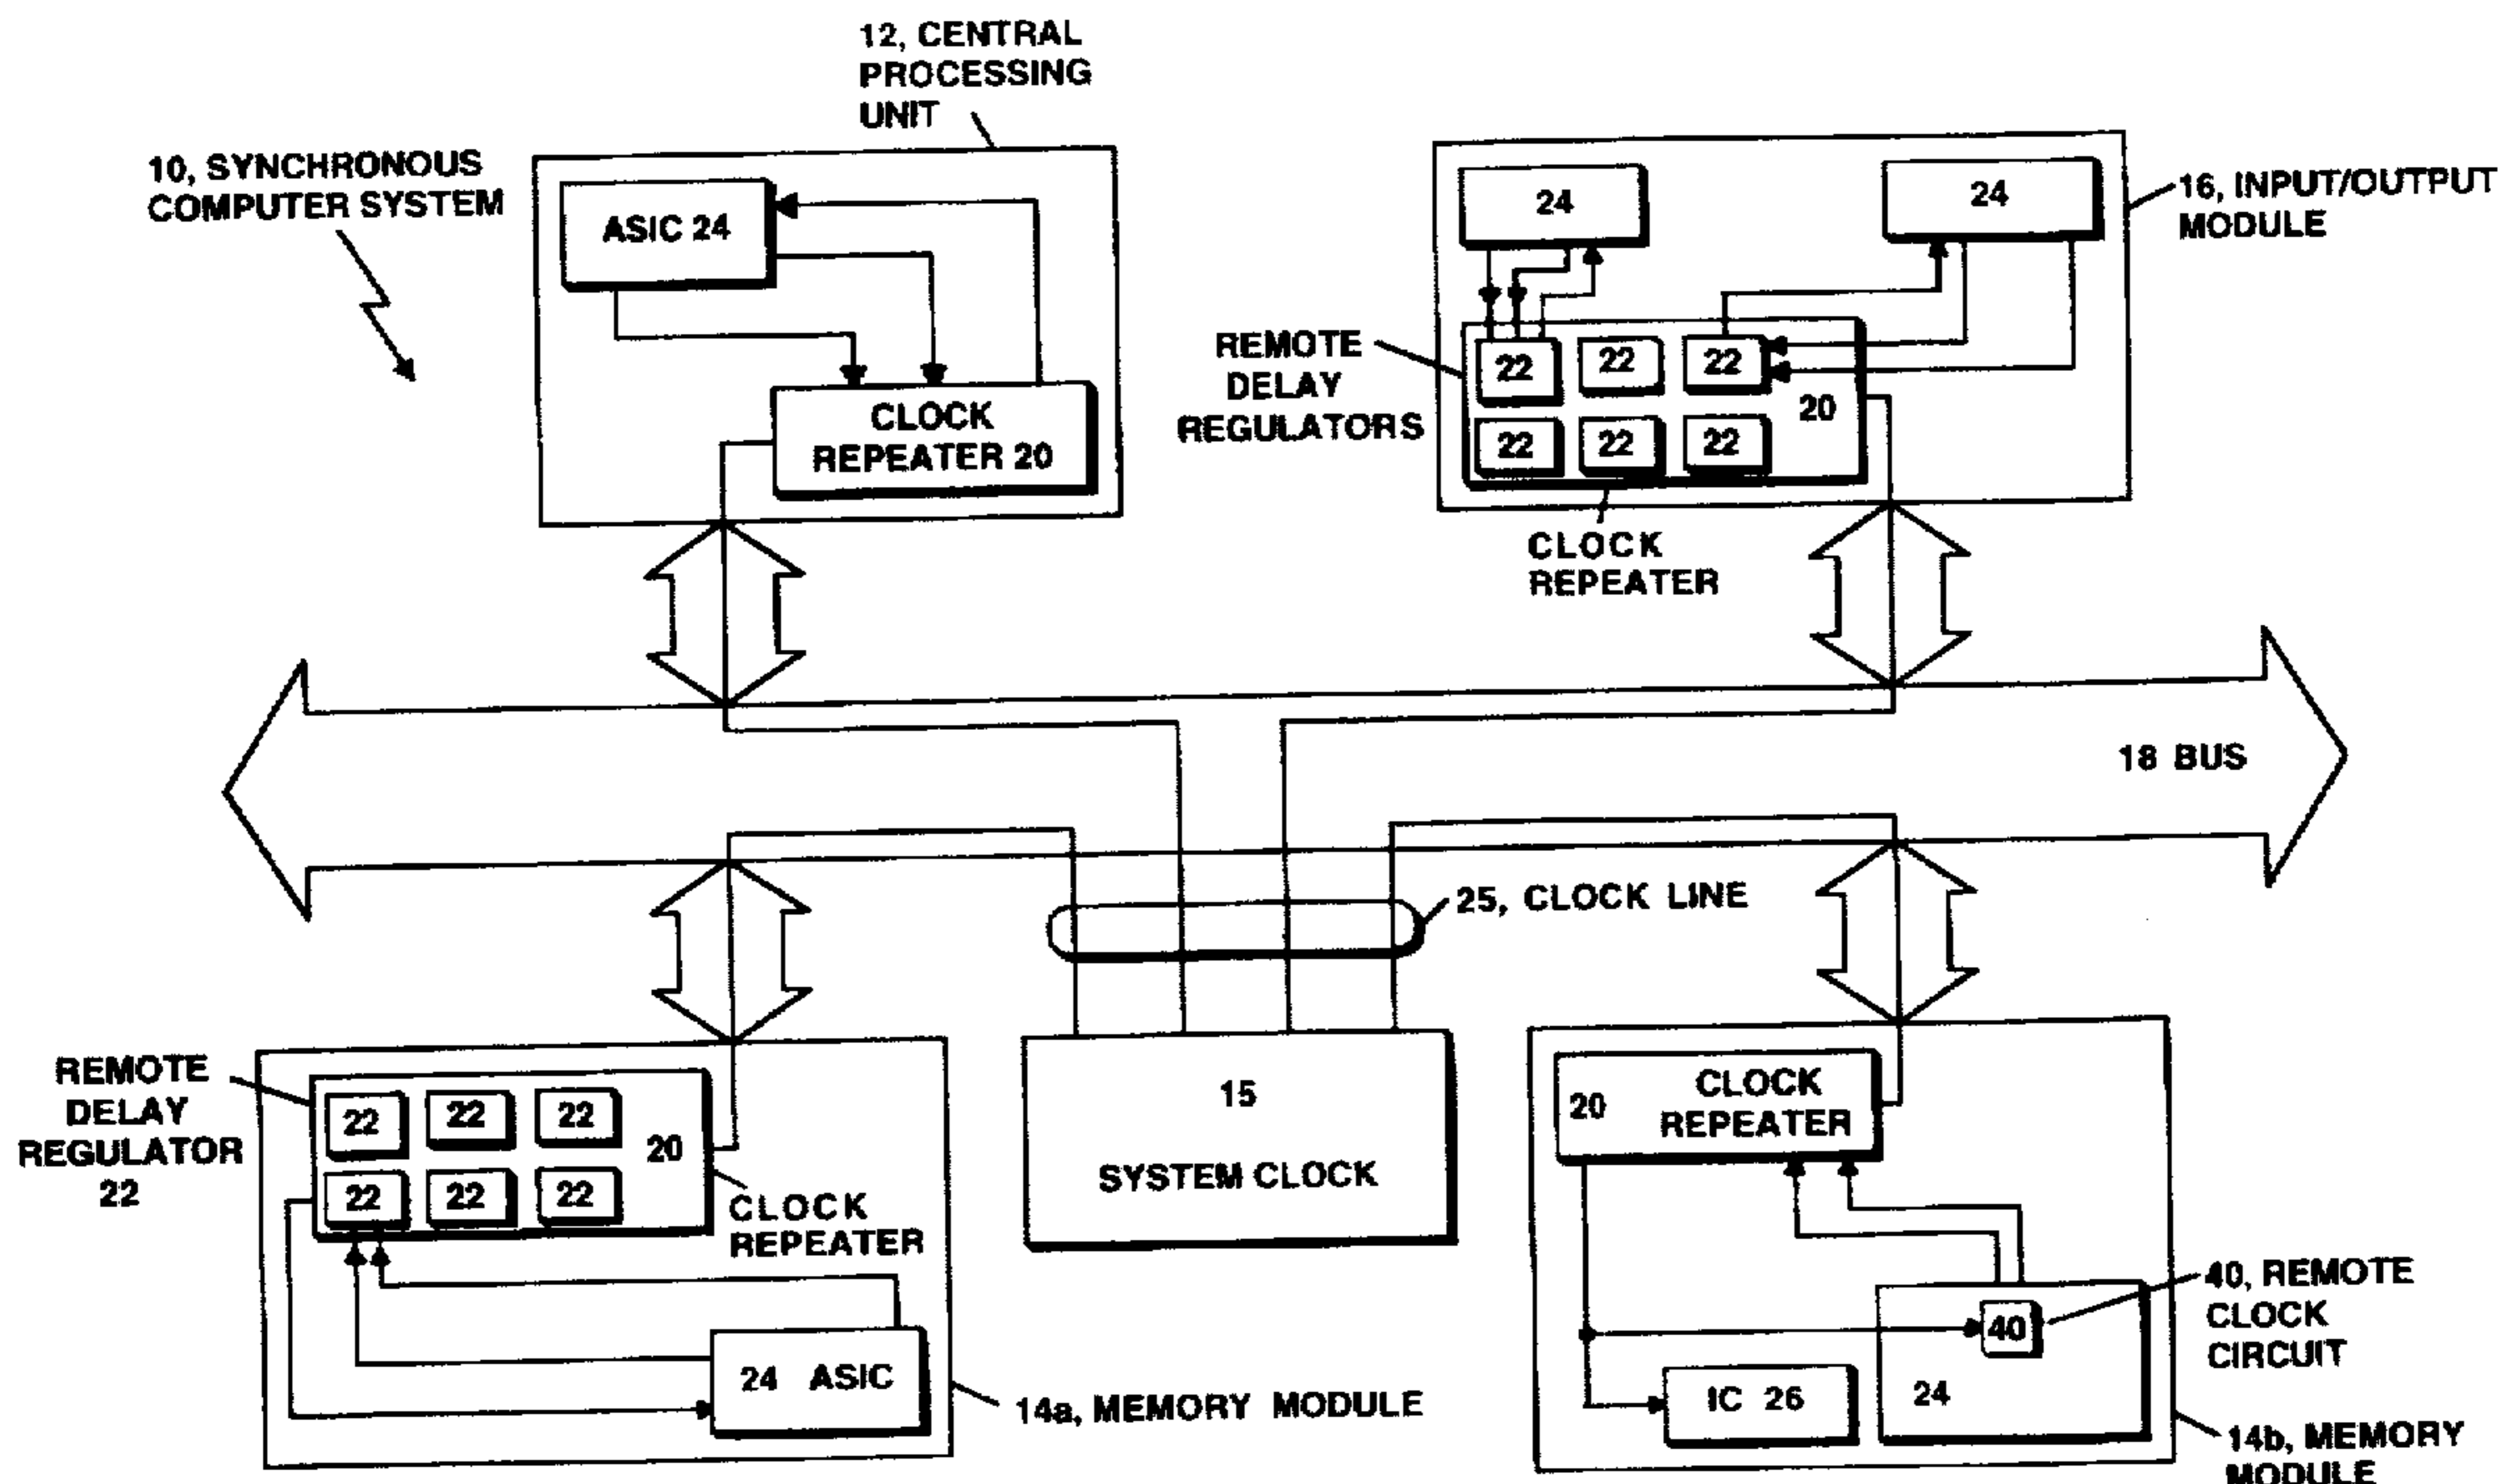 12, CENTRAL
PROCESSING
UNIT
10, SYNCHRONOUS
COMPUTER SYSTEM
ASIC 24
CLOCK
REPEATER 20
24
24
16, INPUT/OUTPUT
MODULE
REMOTE
DELAY
REGULATORS
22
22
22
20
22
22
22
CLOCK
REPEATER
18 BUS
25, CLOCK LINE
REMOTE
DELAY
REGULATOR
22
22
22
22
20
22
22
22
CLOCK
REPEATER
24 ASIC
14a, MEMORY MODULE
15
SYSTEM CLOCK
20
CLOCK
REPEATER
40
40, REMOTE
CLOCK
CIRCUIT
IC 26
24
14b, MEMORY
MODULE